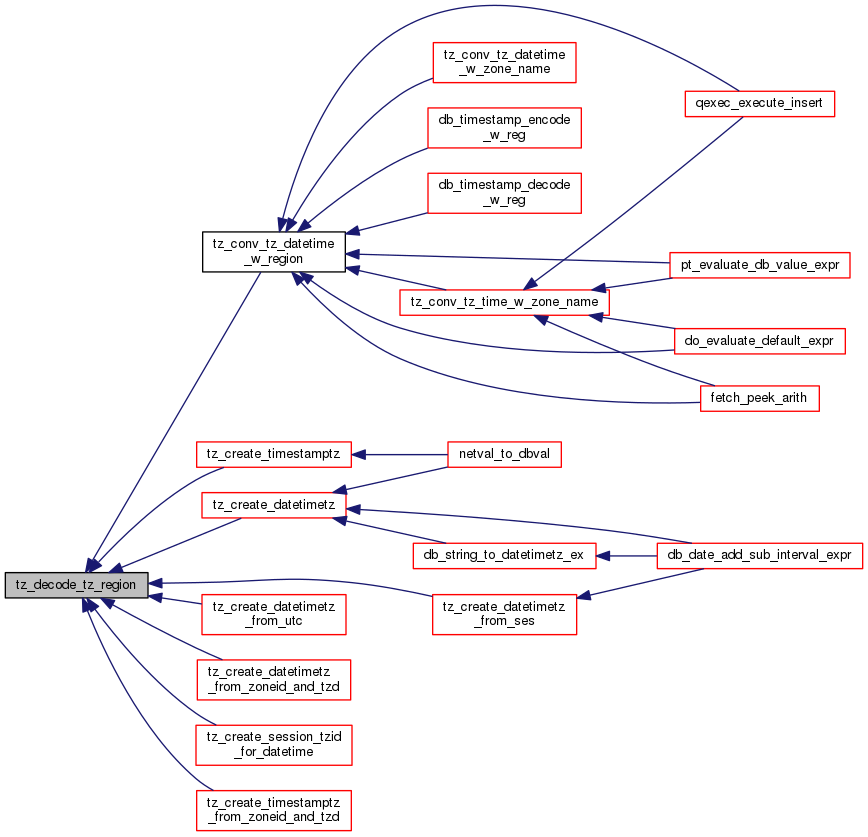 tz_conv_tz_datetime
_w_zone_name
qexec_execute_insert
db_timestamp_encode
_w_reg
db_timestamp_decode
_w_reg
tz_conv_tz_datetime
_w_region
pt_evaluate_db_value_expr
tz_conv_tz_time_w_zone_name
do_evaluate_default_expr
fetch_peek_arith
tz_create_timestamptz
netval_to_dbval
tz_create_datetimetz
db_string_to_datetimetz_ex
db_date_add_sub_interval_expr
tz_decode_tz_region
tz_create_datetimetz
_from_utc
tz_create_datetimetz
_from_ses
tz_create_datetimetz
_from_zoneid_and_tzd
tz_create_session_tzid
_for_datetime
tz_create_timestamptz
_from_zoneid_and_tzd